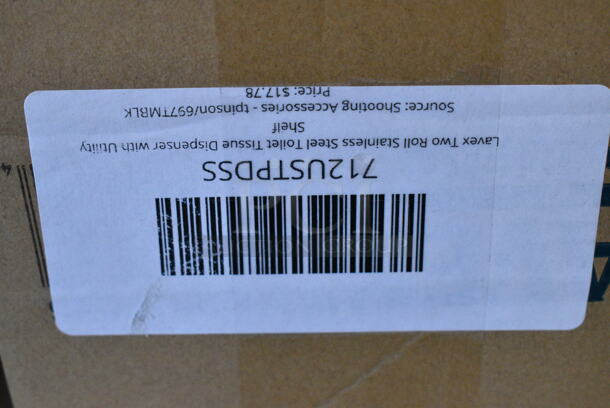 712USTPDSS
Lavex Two Roll Stainless Steel Toilet Tissue Dispenser with Utility
Shelf
Source: Shooting Accessories - tpinson/697TMBLK
Price: $17.78
4